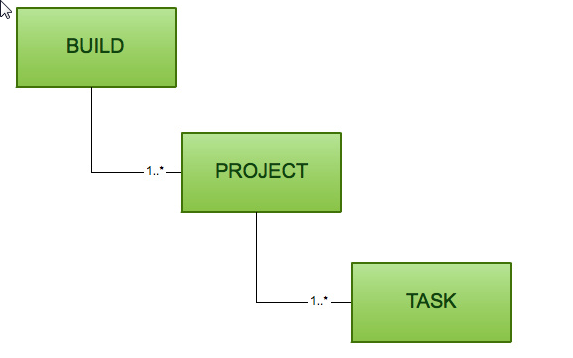 BUILD
1..*
PROJECT
1..*
TASK